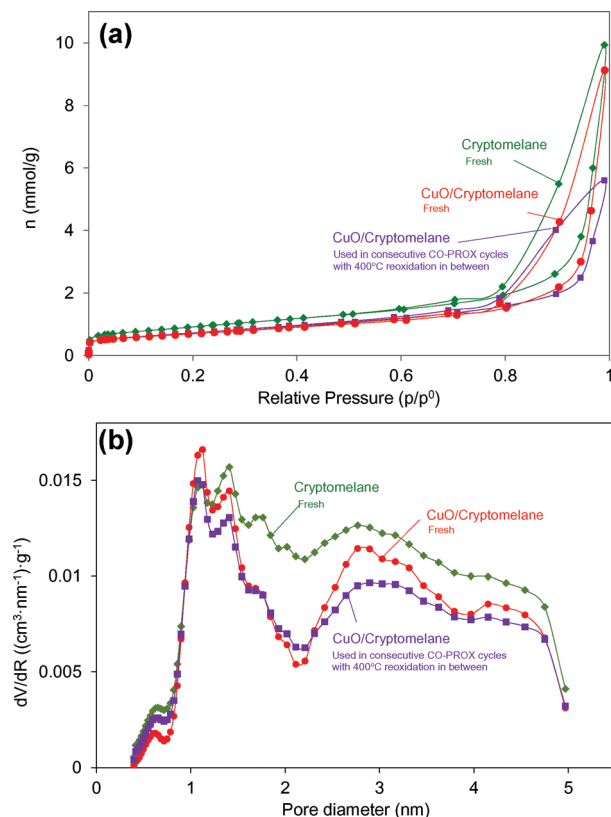 (a)
10
8
6
4
2
0
n (mmol/g)
Cryptomelane
Fresh
CuO/Cryptomelane
Fresh
CuO/Cryptomelane
Used in consecutive CO-PROX cycles
with 400ºC reoxidation in between
0 0.2 0.4 0.6 0.8 1
Relative Pressure (p/p⁰)
(b)
0.015
0.01
0.005
0
dV/dR ((cm³·nm⁻¹)·g⁻¹)
Cryptomelane
Fresh
CuO/Cryptomelane
Fresh
CuO/Cryptomelane
Used in consecutive CO-PROX cycles
with 400ºC reoxidation in between
0 1 2 3 4 5
Pore diameter (nm)